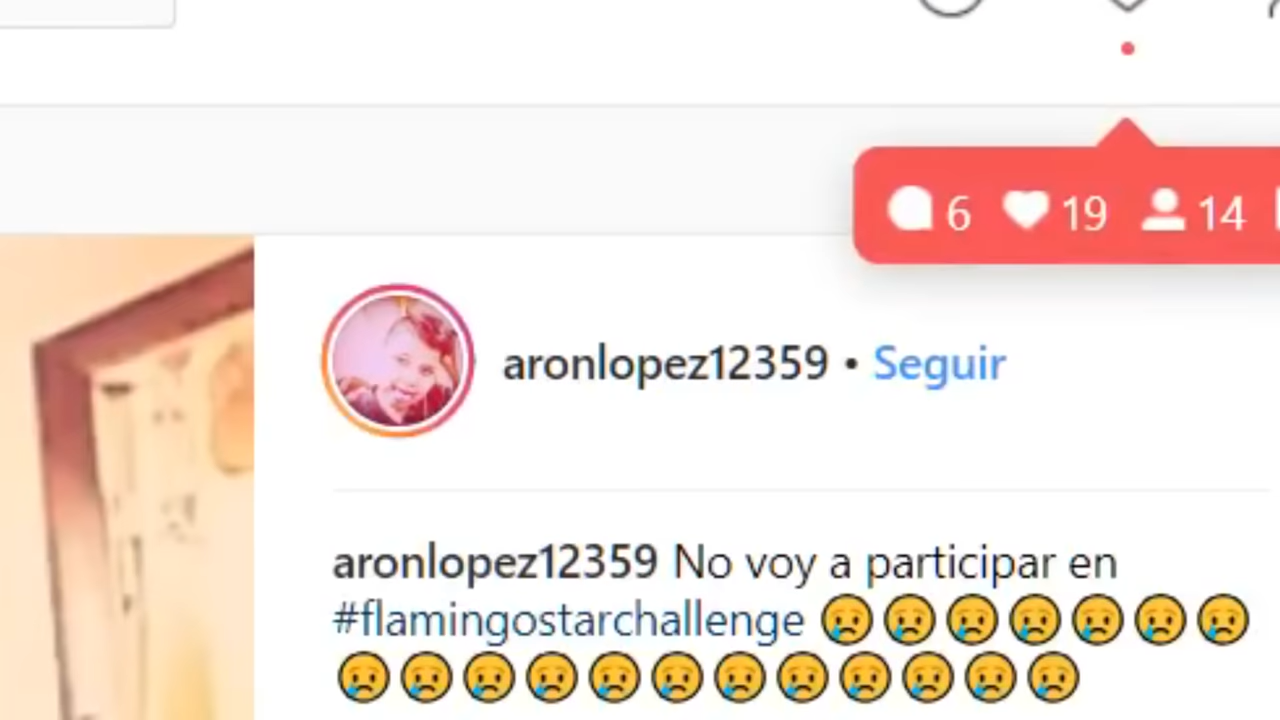 6 19 14
aronlopez12359 • Seguir
aronlopez12359 No voy a participar en
#flamingostarchallenge 😢😢😢😢😢😢😢
😢😢😢😢😢😢😢😢😢😢😢😢